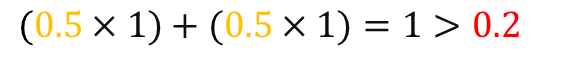 (0.5 × 1) + (0.5 × 1) = 1 > 0.2